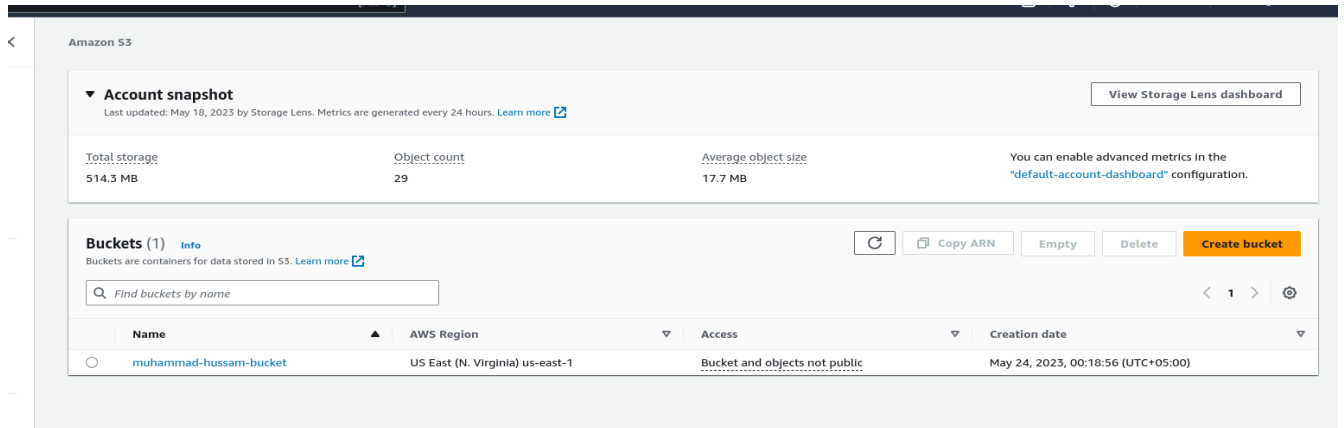 Amazon S3
Account snapshot
View Storage Lens dashboard
Last updated: May 18, 2023 by Storage Lens. Metrics are generated every 24 hours. Learn more
Total storage
514.3 MB
Object count
29
Average object size
17.7 MB
You can enable advanced metrics in the
"default-account-dashboard" configuration.
Buckets (1) Info
Buckets are containers for data stored in S3. Learn more
Copy ARN
Empty
Delete
Create bucket
Find buckets by name
1
Name AWS Region Access Creation date
muhammad-hussam-bucket US East (N. Virginia) us-east-1 Bucket and objects not public May 24, 2023, 00:18:56 (UTC+05:00)